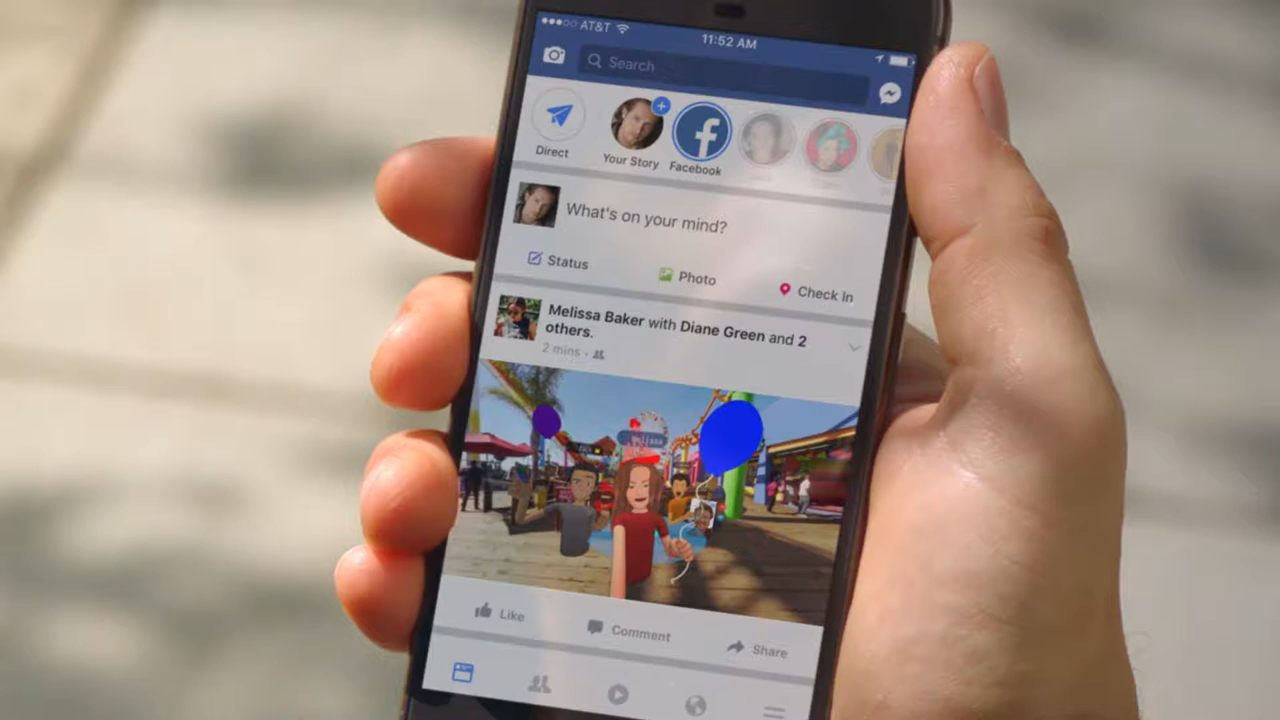 AT&T
11:52 AM
Search
Direct
Your Story
Facebook
What's on your mind?
Status
Photo
Check In
Melissa Baker with Diane Green and 2
others.
2 mins
Melissa
Like
Comment
Share